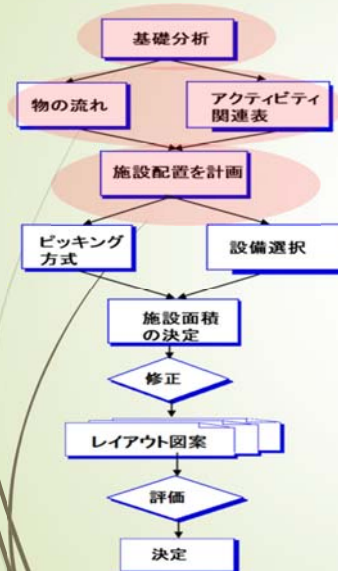 基礎分析
物の流れ
アクティビティ
関連表
施設配置を計画
ピッキング
方式
設備選択
施設面積
の決定
修正
レイアウト図案
評価
決定